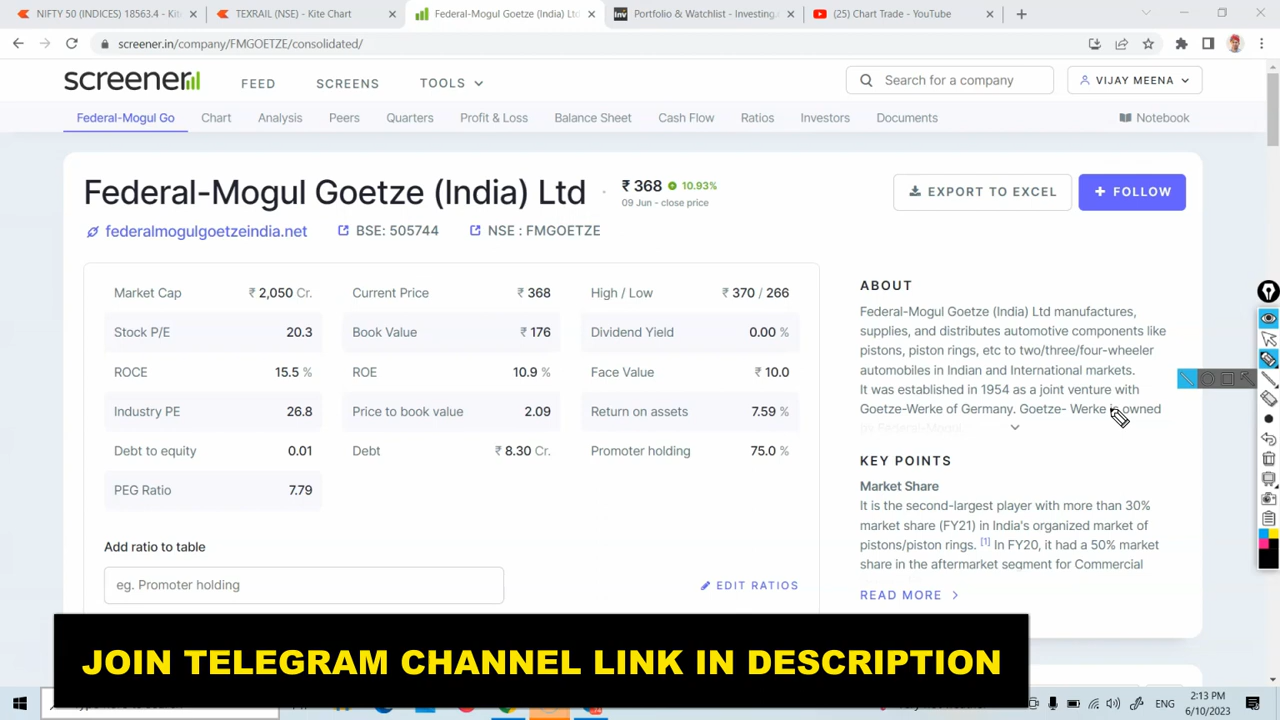 NIFTY 50 (INDICES) 18563.4 - Kite
TEXRAIL (NSE) - Kite Chart
Federal-Mogul Goetze (India) Ltd
Inv Portfolio & Watchlist - Investing.
(25) Chart Trade - YouTube
screener.in/company/FMGOETZE/consolidated/
screener FEED SCREENS TOOLS Search for a company VIJAY MEENA
Federal-Mogul Go Chart Analysis Peers Quarters Profit & Loss Balance Sheet Cash Flow Ratios Investors Documents Notebook
Federal-Mogul Goetze (India) Ltd ₹ 368 10.93%
09 Jun - close price
EXPORT TO EXCEL + FOLLOW
federalmogulgoetzeindia.net BSE: 505744 NSE : FMGOETZE
Market Cap ₹ 2,050 Cr. Current Price ₹ 368 High / Low ₹ 370 / 266
Stock P/E 20.3 Book Value ₹ 176 Dividend Yield 0.00 %
ROCE 15.5 % ROE 10.9 % Face Value ₹ 10.0
Industry PE 26.8 Price to book value 2.09 Return on assets 7.59 %
Debt to equity 0.01 Debt ₹ 8.30 Cr. Promoter holding 75.0 %
PEG Ratio 7.79
Add ratio to table
eg. Promoter holding EDIT RATIOS
ABOUT
Federal-Mogul Goetze (India) Ltd manufactures,
supplies, and distributes automotive components like
pistons, piston rings, etc to two/three/four-wheeler
automobiles in Indian and International markets.
It was established in 1954 as a joint venture with
Goetze-Werke of Germany. Goetze- Werke is owned
by Federal-Mogul
KEY POINTS
Market Share
It is the second-largest player with more than 30%
market share (FY21) in India's organized market of
pistons/piston rings. [1] In FY20, it had a 50% market
share in the aftermarket segment for Commercial
READ MORE >
JOIN TELEGRAM CHANNEL LINK IN DESCRIPTION
ENG
2:13 PM
6/10/2023